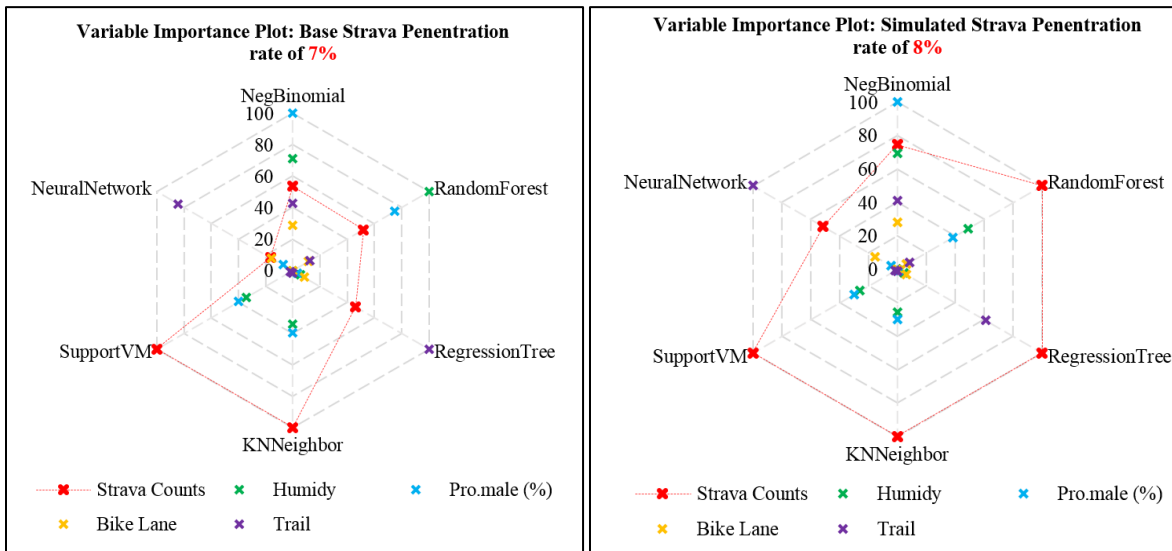 Variable Importance Plot: Base Strava Penentration
rate of 7%
NegBinomial
100
80
60
40
20
0
RandomForest
RegressionTree
KNNeighbor
SupportVM
NeuralNetwork
Strava Counts
Humidy
Pro.male (%)
Bike Lane
Trail
Variable Importance Plot: Simulated Strava Penentration
rate of 8%
NegBinomial
100
80
60
40
20
0
RandomForest
RegressionTree
KNNeighbor
SupportVM
NeuralNetwork
Strava Counts
Humidy
Pro.male (%)
Bike Lane
Trail